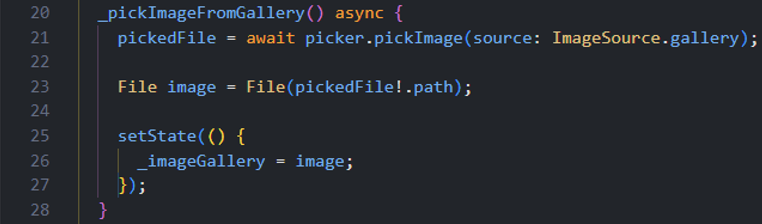 20 _pickImageFromGallery() async {
21 pickedFile = await picker.pickImage(source: ImageSource.gallery);
22
23 File image = File(pickedFile!.path);
24
25 setState(() {
26 _imageGallery = image;
27 });
28 }